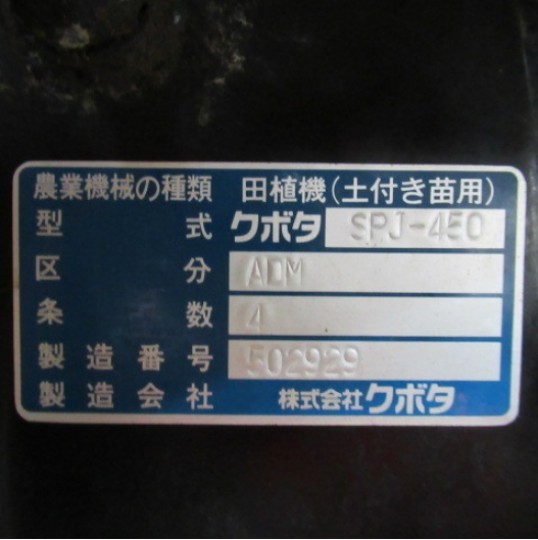 農業機械の種類 田植機(土付き苗用)
型式 クボタ SPJ-450
区分 ADM
条数 4
製造番号 502929
製造会社 株式会社クボタ